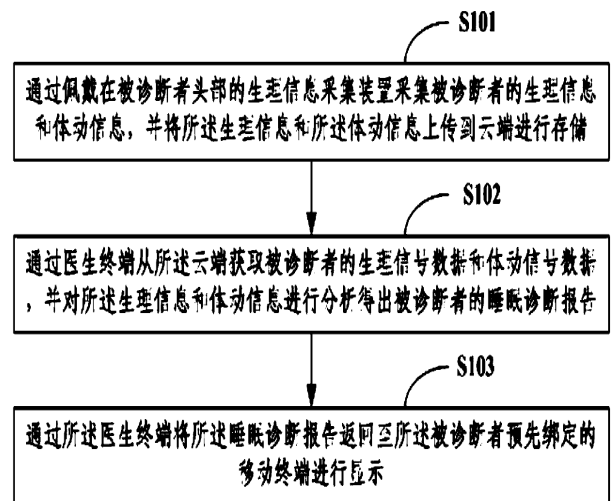 S101
通过佩戴在被诊断者头部的生理信息采集装置采集被诊断者的生理信息
和体动信息，并将所述生理信息和所述体动信息上传到云端进行存储
S102
通过医生终端从所述云端获取被诊断者的生理信号数据和体动信号数据
，并对所述生理信息和体动信息进行分析得出被诊断者的睡眠诊断报告
S103
通过所述医生终端将所述睡眠诊断报告返回至所述被诊断者预先绑定的
移动终端进行显示